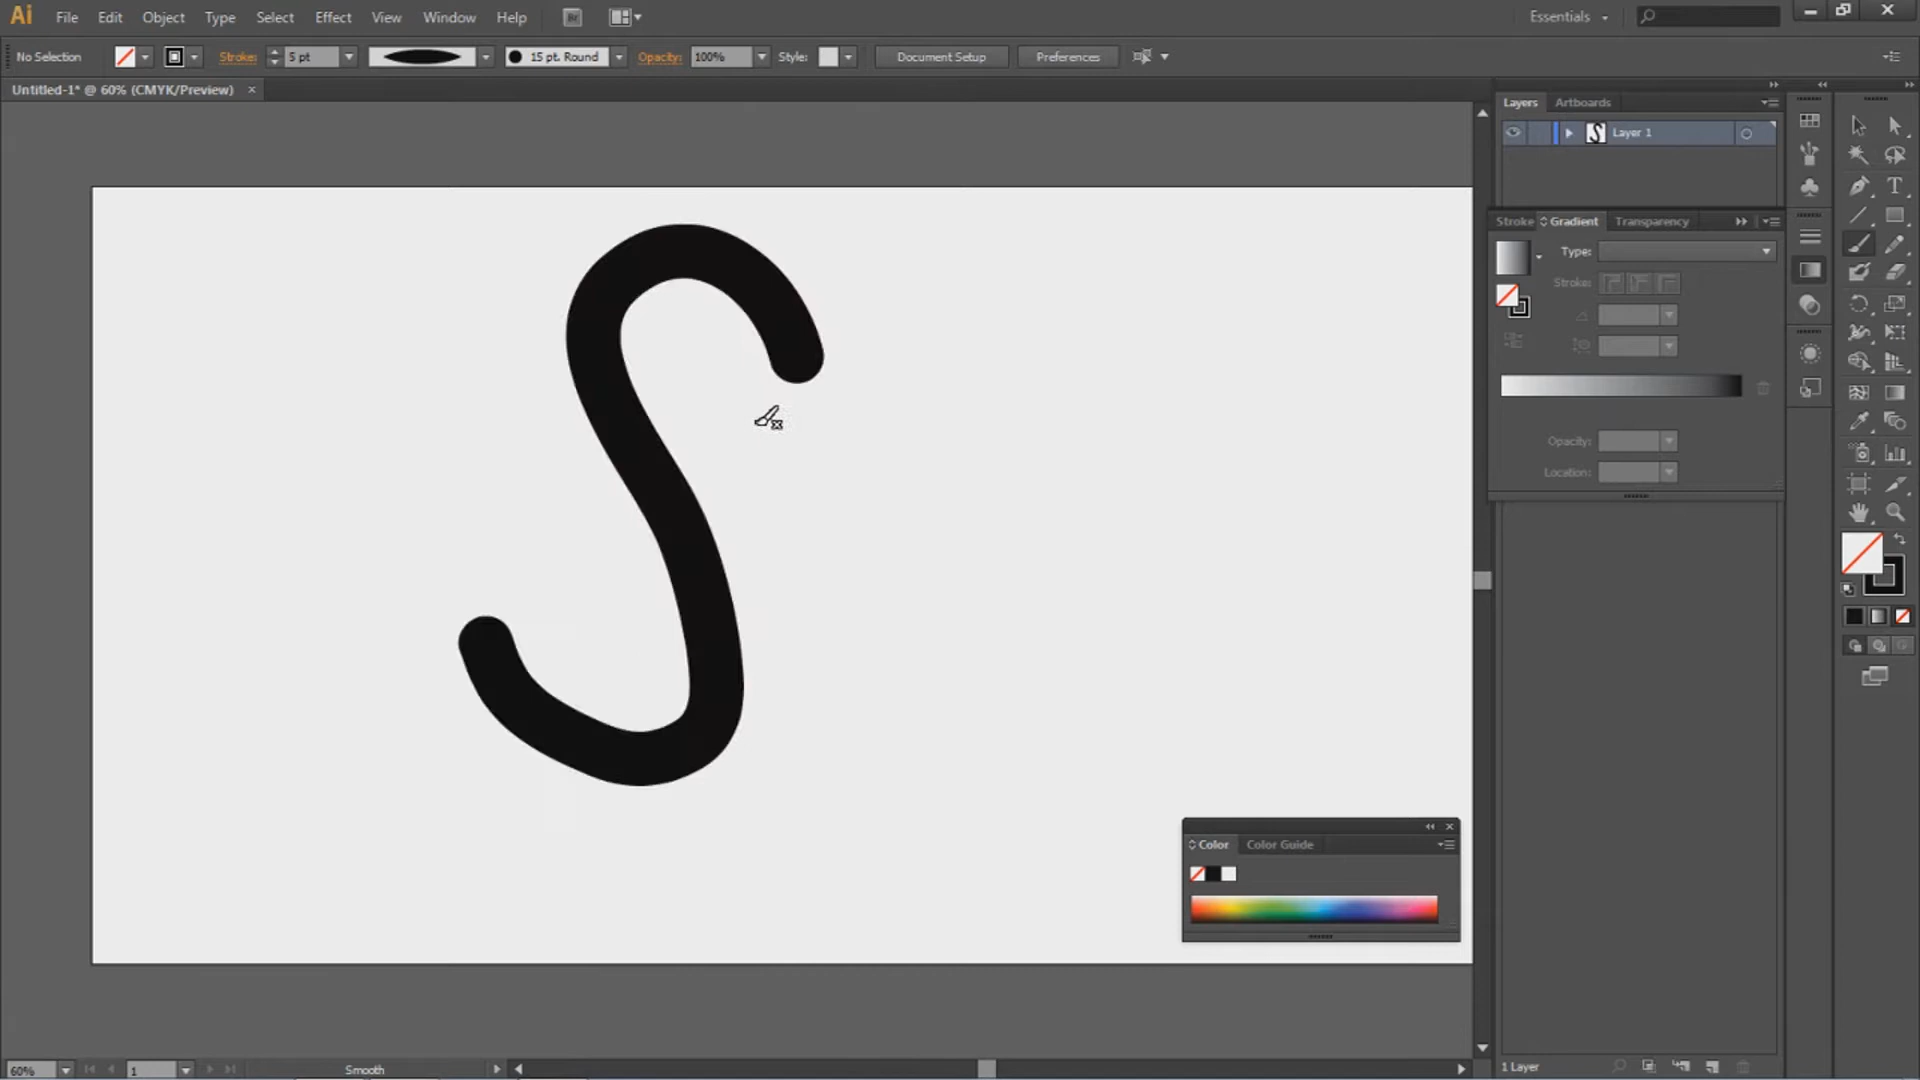 Ai File Edit Object Type Select Effect View Window Help Br Essentials
No Selection Stroke: 5 pt 15 pt. Round Opacity: 100% Style: Document Setup Preferences
Untitled-1* @ 60% (CMYK/Preview) ×
Layers Artboards
Layer 1
Stroke Gradient Transparency
Type:
Stroke:
Opacity:
Location:
S
Color Color Guide
60% 1 Smooth 1 Layer